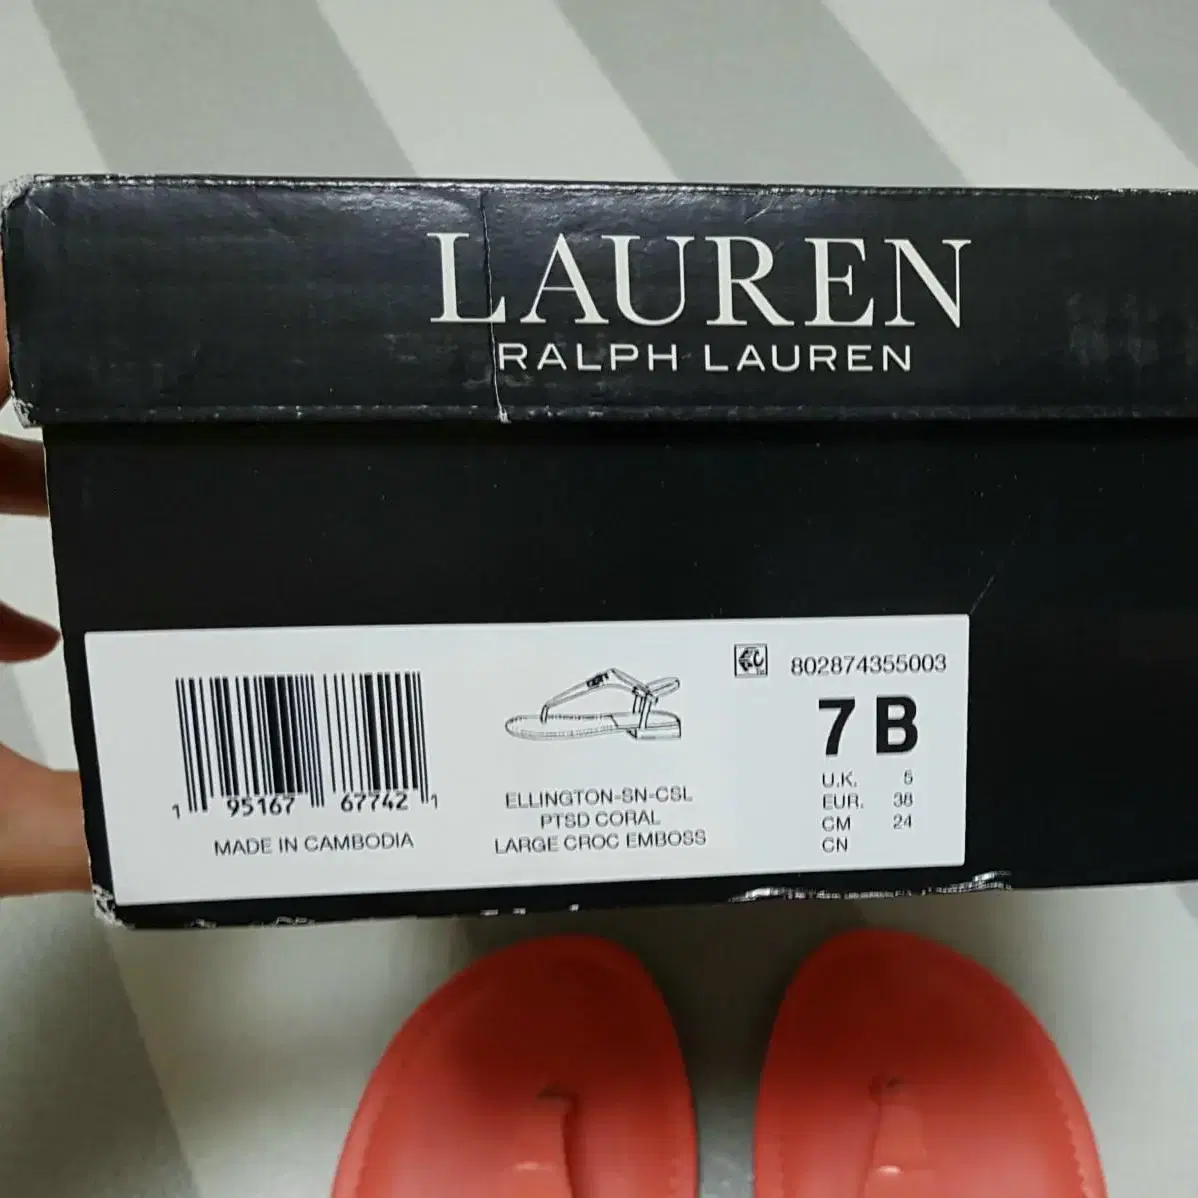 LAUREN
RALPH LAUREN
802874355003
7 B
U.K. 5
EUR. 38
CM 24
CN
1 95167 67742 1
MADE IN CAMBODIA
ELLINGTON-SN-CSL
PTSD CORAL
LARGE CROC EMBOSS